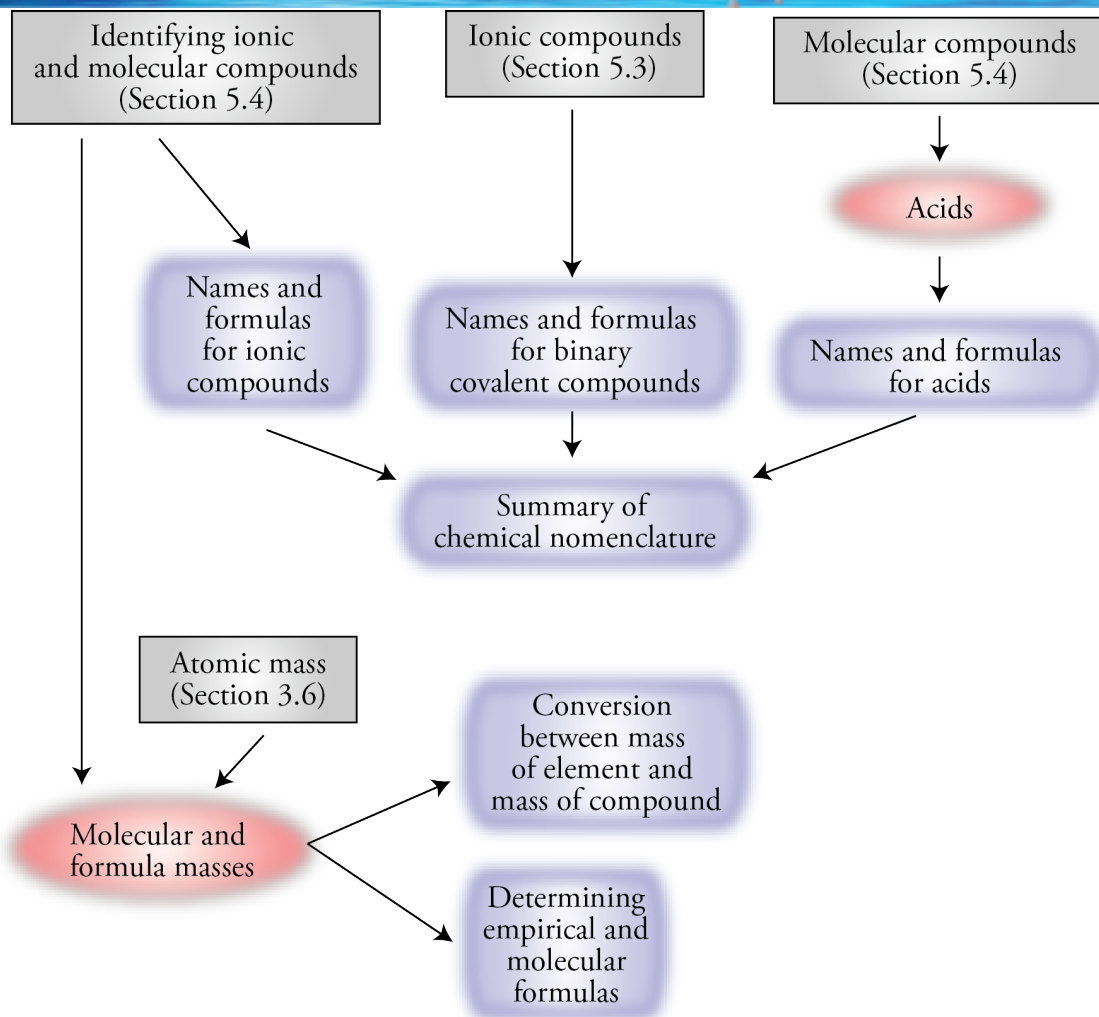 Identifying ionic
and molecular compounds
(Section 5.4)
Ionic compounds
(Section 5.3)
Molecular compounds
(Section 5.4)
Acids
Names and
formulas
for ionic
compounds
Names and formulas
for binary
covalent compounds
Names and formulas
for acids
Summary of
chemical nomenclature
Atomic mass
(Section 3.6)
Molecular and
formula masses
Conversion
between mass
of element and
mass of compound
Determining
empirical and
molecular
formulas